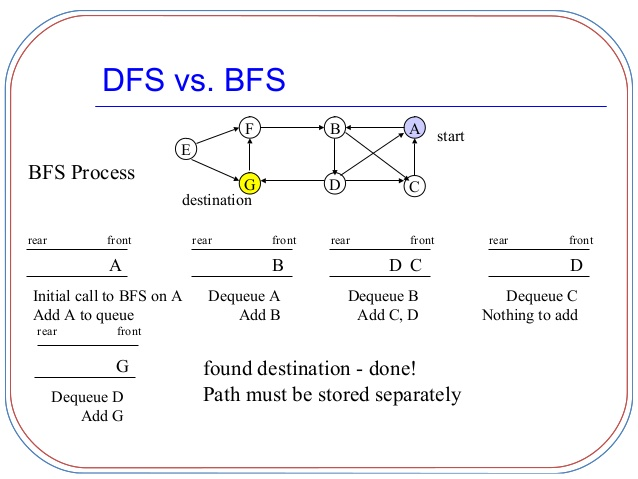 DFS vs. BFS
F
B
A
start
E
BFS Process
G
D
C
destination
rear front
A
Initial call to BFS on A
Add A to queue
rear front
B
Dequeue A
Add B
rear front
D C
Dequeue B
Add C, D
rear front
D
Dequeue C
Nothing to add
rear front
G
Dequeue D
Add G
found destination - done!
Path must be stored separately